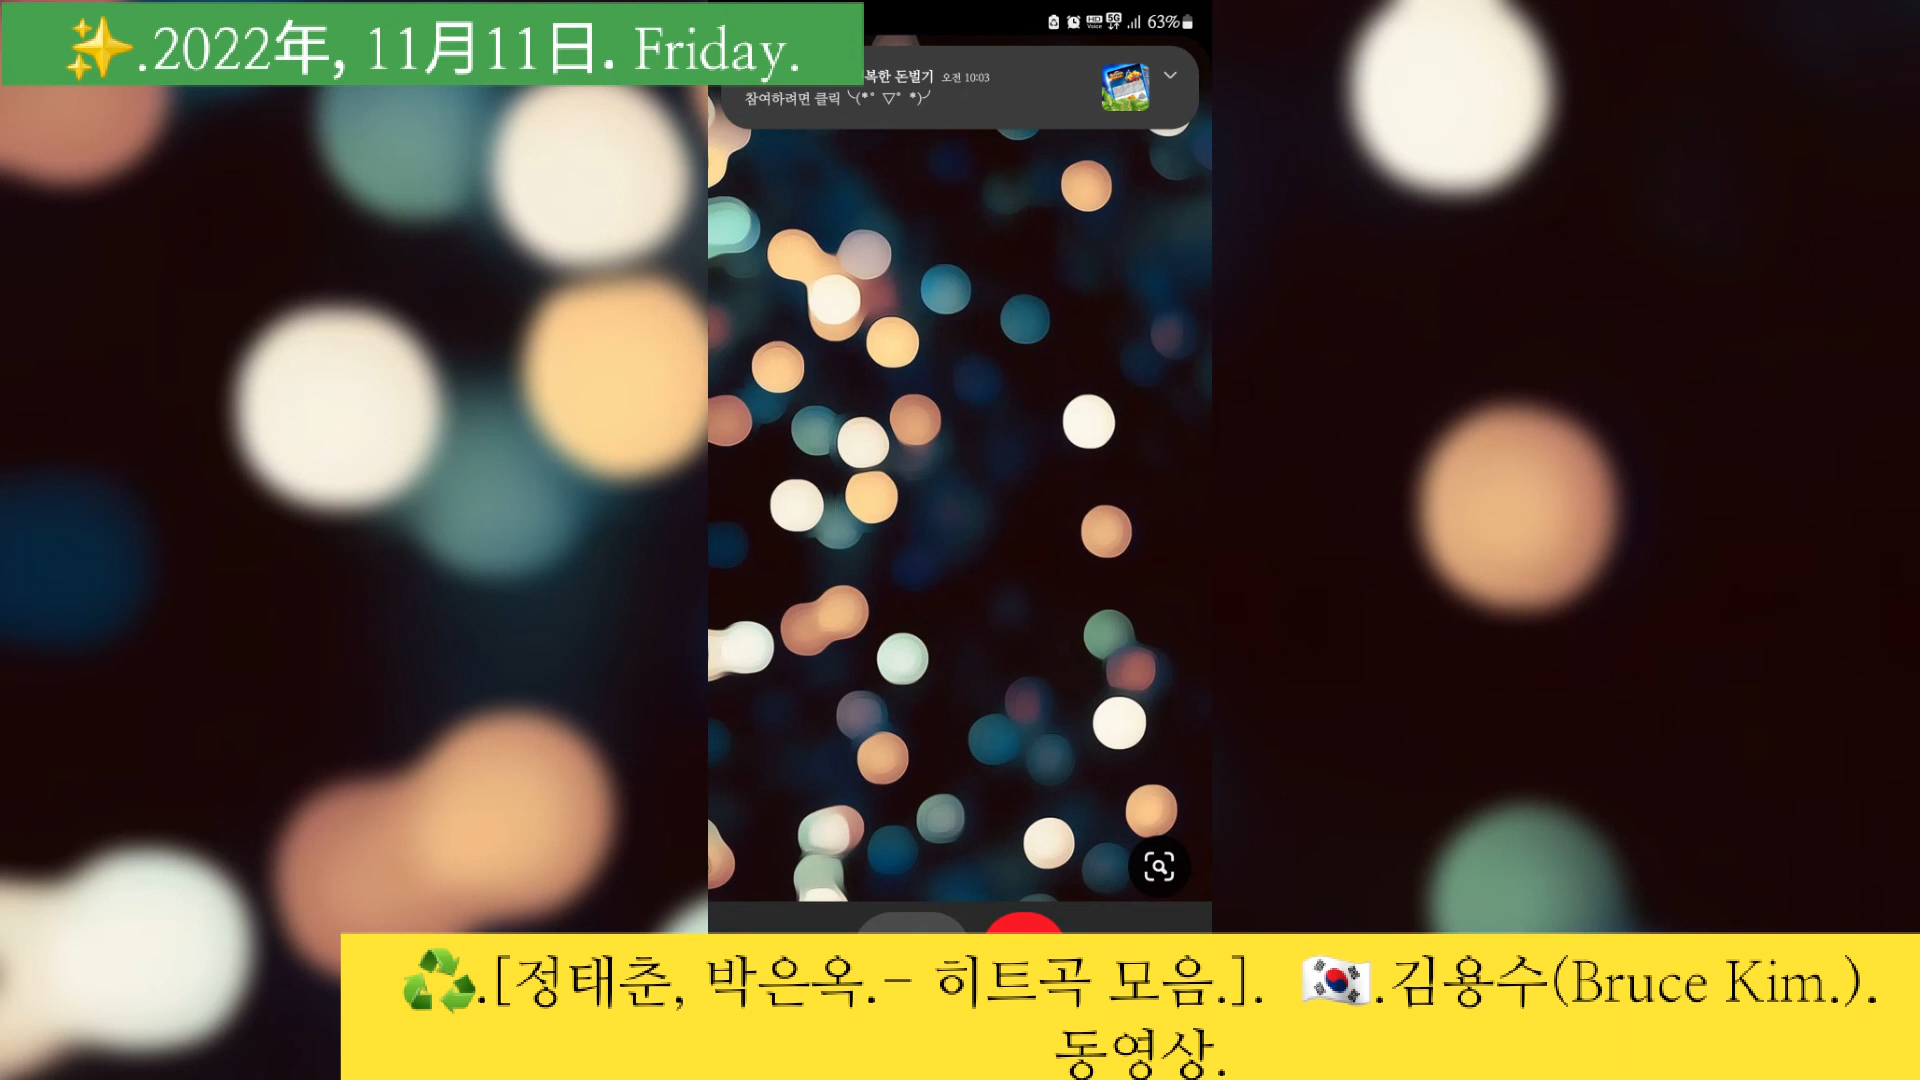 ✨.2022年, 11月11日. Friday.
63%
복한 돈벌기 오전 10:03
참여하려면 클릭 ╰(*° ▽° *)╯
♻.[정태춘, 박은옥.- 히트곡 모음.]. 🇰🇷.김용수(Bruce Kim.).
동영상.